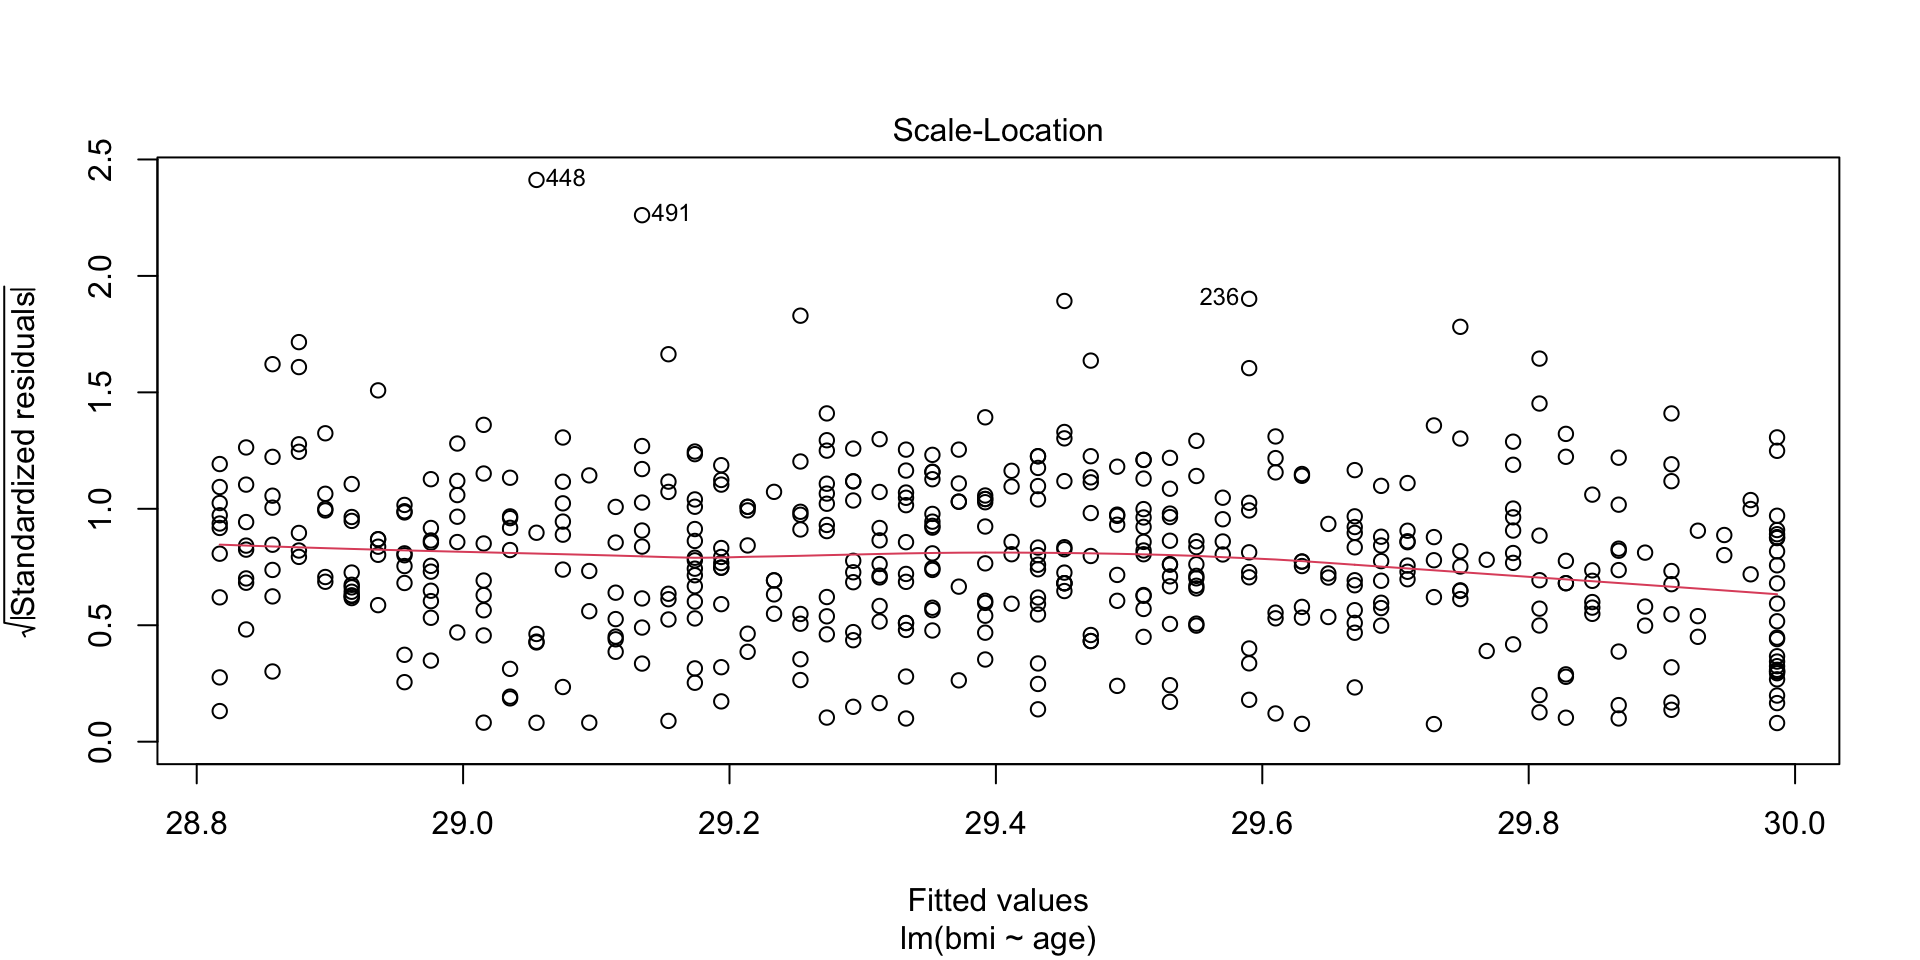 Scale-Location
√|Standardized residuals|
2.5
2.0
1.5
1.0
0.5
0.0
448
491
236
28.8 29.0 29.2 29.4 29.6 29.8 30.0
Fitted values
lm(bmi ~ age)